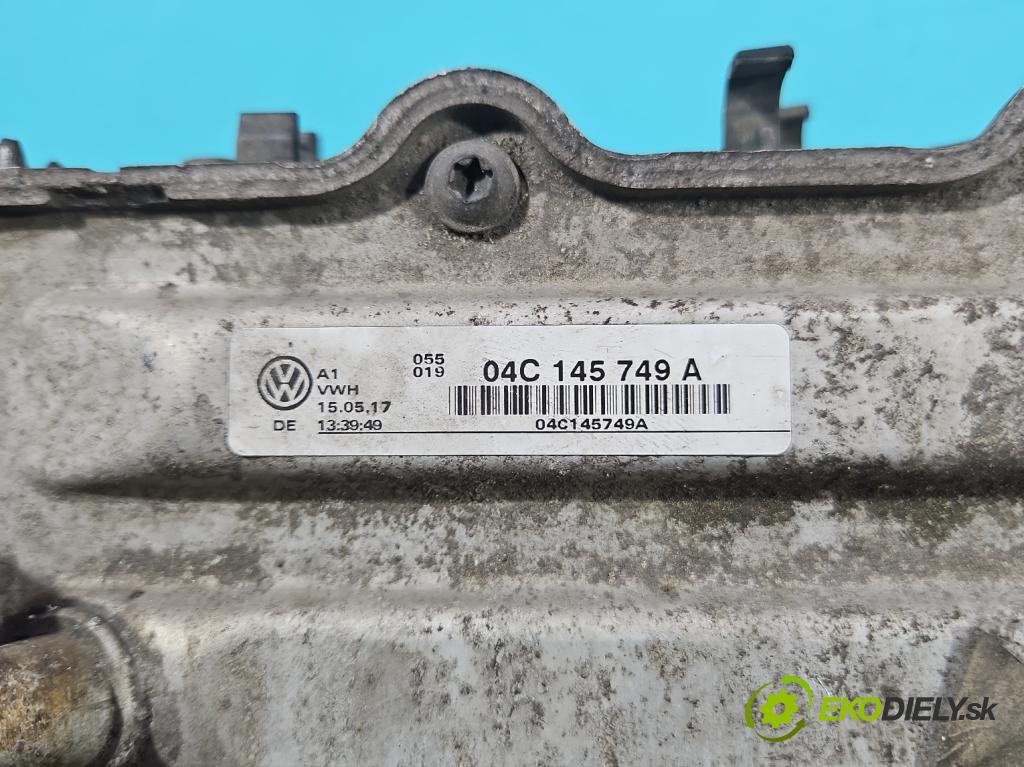 A1
VWH
15.05.17
DE 13:39:49
055
019
04C 145 749 A
04C145749A
EKODIELY.sk